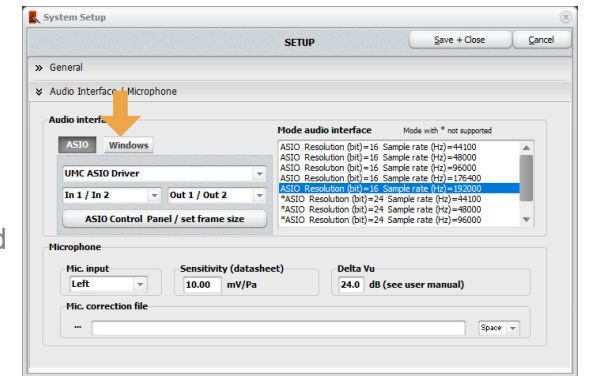 System Setup
SETUP
Save + Close
Cancel
» General
Audio Interface / Microphone
Audio interfa
ASIO
Windows
UMC ASIO Driver
In 1 / In 2
Out 1 / Out 2
ASIO Control Panel / set frame size
Mode audio interface
Mode with * not supported
ASIO Resolution (bit)=16 Sample rate (Hz)=44100
ASIO Resolution (bit)=16 Sample rate (Hz)=48000
ASIO Resolution (bit)=16 Sample rate (Hz)=96000
ASIO Resolution (bit)=16 Sample rate (Hz)=176400
ASIO Resolution (bit)=16 Sample rate (Hz)=192000
*ASIO Resolution (bit)=24 Sample rate (Hz)=44100
*ASIO Resolution (bit)=24 Sample rate (Hz)=48000
*ASIO Resolution (bit)=24 Sample rate (Hz)=96000
d
Microphone
Mic. input
Left
Sensitivity (datasheet)
10.00 mV/Pa
Delta Vu
24.0 dB (see user manual)
Mic. correction file
...
Space